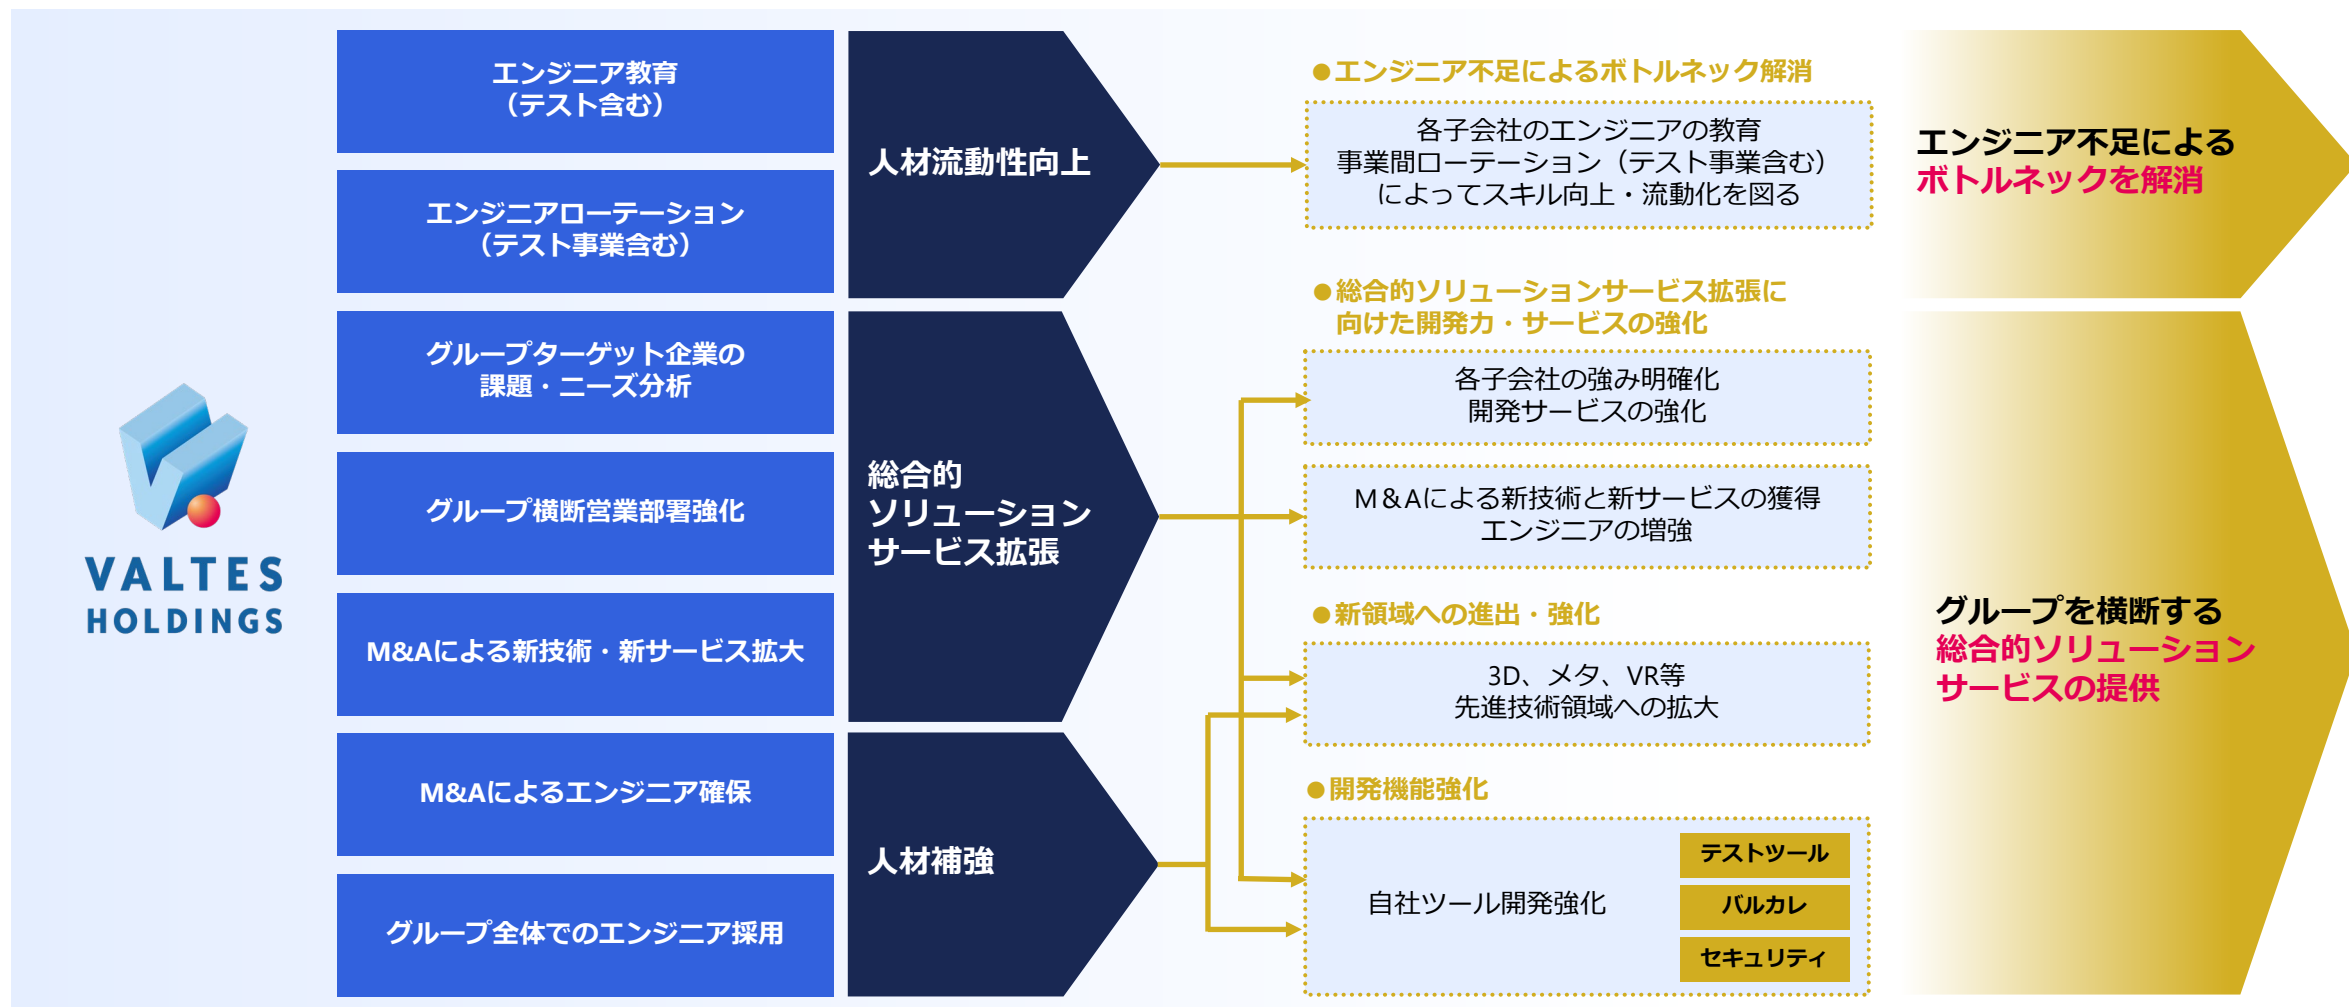 VALTES
HOLDINGS
エンジニア教育
（テスト含む）
エンジニアローテーション
（テスト事業含む）
グループターゲット企業の
課題・ニーズ分析
グループ横断営業部署強化
M&Aによる新技術・新サービス拡大
M&Aによるエンジニア確保
グループ全体でのエンジニア採用
人材流動性向上
総合的
ソリューション
サービス拡張
人材補強
●エンジニア不足によるボトルネック解消
各子会社のエンジニアの教育
事業間ローテーション（テスト事業含む）
によってスキル向上・流動化を図る
●総合的ソリューションサービス拡張に
向けた開発力・サービスの強化
各子会社の強み明確化
開発サービスの強化
M＆Aによる新技術と新サービスの獲得
エンジニアの増強
●新領域への進出・強化
3D、メタ、VR等
先進技術領域への拡大
●開発機能強化
自社ツール開発強化
テストツール
バルカレ
セキュリティ
エンジニア不足による
ボトルネックを解消
グループを横断する
総合的ソリューション
サービスの提供